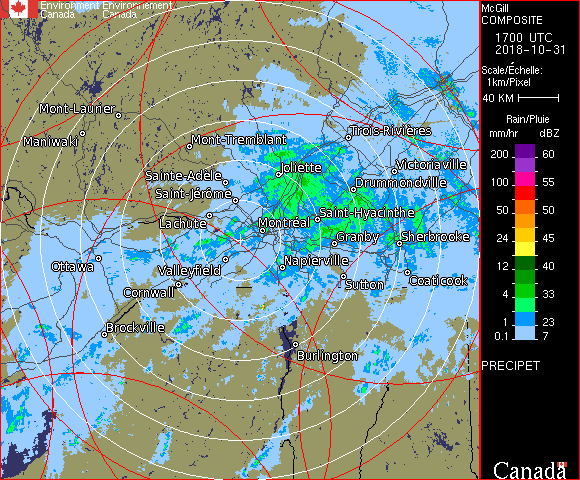 Environment Environnement
Canada Canada
McGill
COMPOSITE
1700 UTC
2018-10-31
Scale/Échelle:
1km/Pixel
40 KM
Rain/Pluie
mm/hr dBZ
200 60
100 55
50 50
24 45
12 40
4 33
1 23
0.1 7
PRECIPET
Canada
Mont-Laurier
Maniwaki
Mont-Tremblant
Trois-Rivières
Victoriaville
Joliette
Sainte-Adèle
Drummondville
Saint-Jérôme
Saint-Hyacinthe
Lachute
Montréal
Granby
Sherbrooke
Ottawa
Valleyfield
Napierville
Coaticook
Sutton
Cornwall
Brockville
Burlington